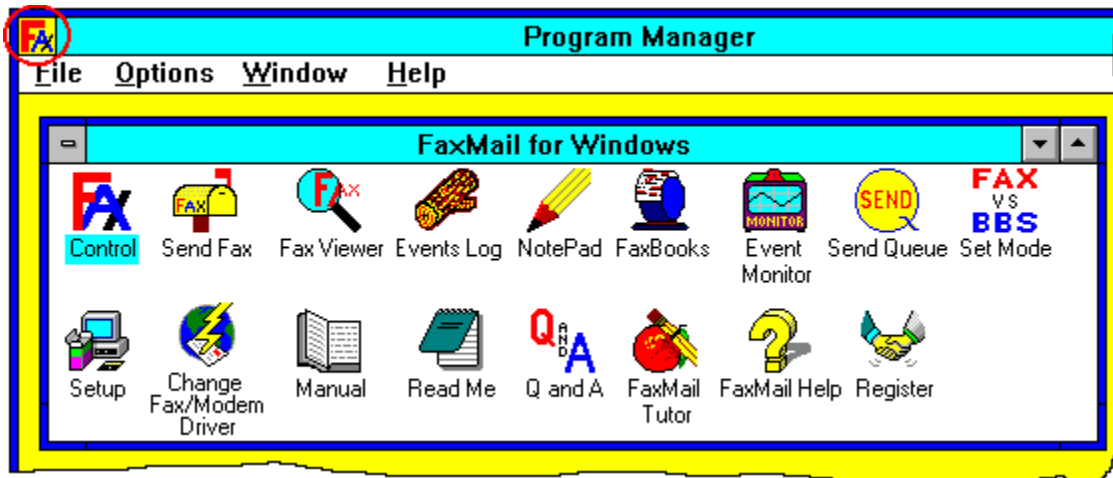 FAX
Program Manager
File Options Window Help
FaxMail for Windows
FAX
Control
FAX
Send Fax
FAX
Fax Viewer
Events Log
NotePad
FaxBooks
MONITOR
Event
Monitor
SEND
Send Queue
FAX
VS
BBS
Set Mode
Setup
Change
Fax/Modem
Driver
Manual
Read Me
Q AND A
Q and A
FaxMail
Tutor
FaxMail Help
Register